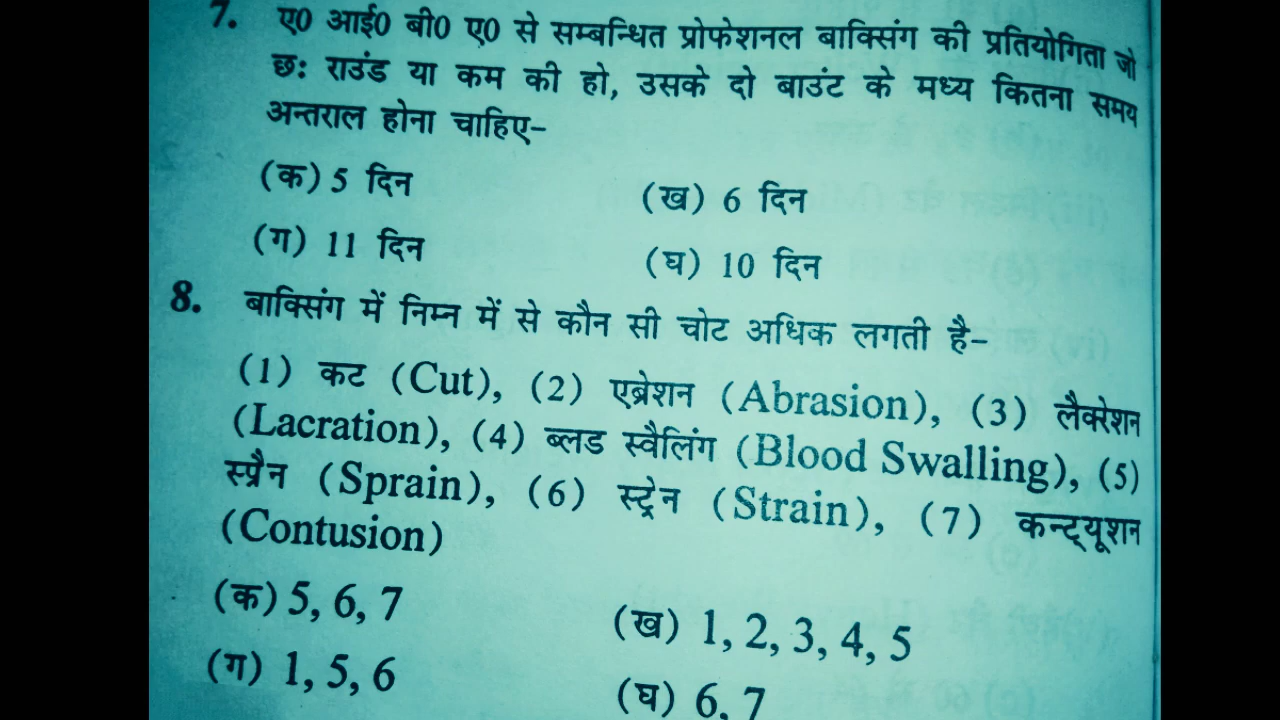 7. ए0 आई0 बी0 ए0 से सम्बन्धित प्रोफेशनल बाक्सिंग की प्रतियोगिता जो
छः राउंड या कम की हो, उसके दो बाउंट के मध्य कितना समय
अन्तराल होना चाहिए-
(क) 5 दिन (ख) 6 दिन
(ग) 11 दिन (घ) 10 दिन
8. बाक्सिंग में निम्न में से कौन सी चोट अधिक लगती है-
(1) कट (Cut), (2) एब्रेशन (Abrasion), (3) लैक्रेशन
(Lacration), (4) ब्लड स्वैलिंग (Blood Swalling), (5)
स्प्रैन (Sprain), (6) स्ट्रेन (Strain), (7) कन्ट्यूशन
(Contusion)
(क) 5, 6, 7 (ख) 1, 2, 3, 4, 5
(ग) 1, 5, 6 (घ) 6, 7